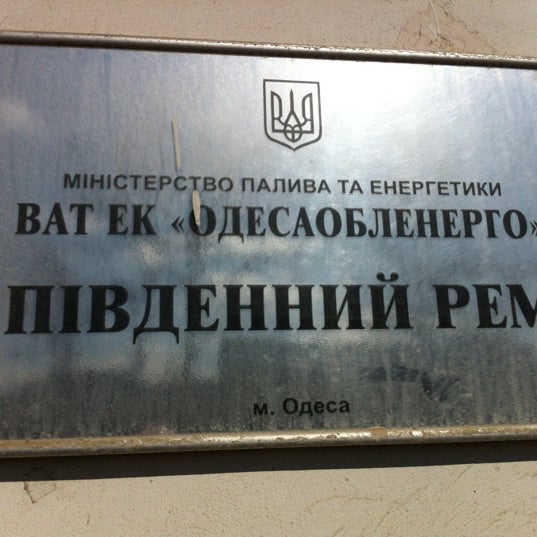 МІНІСТЕРСТВО ПАЛИВА ТА ЕНЕРГЕТИКИ
ВАТ ЕК «ОДЕСАОБЛЕНЕРГО»
ПІВДЕННИЙ РЕМ
м. Одеса